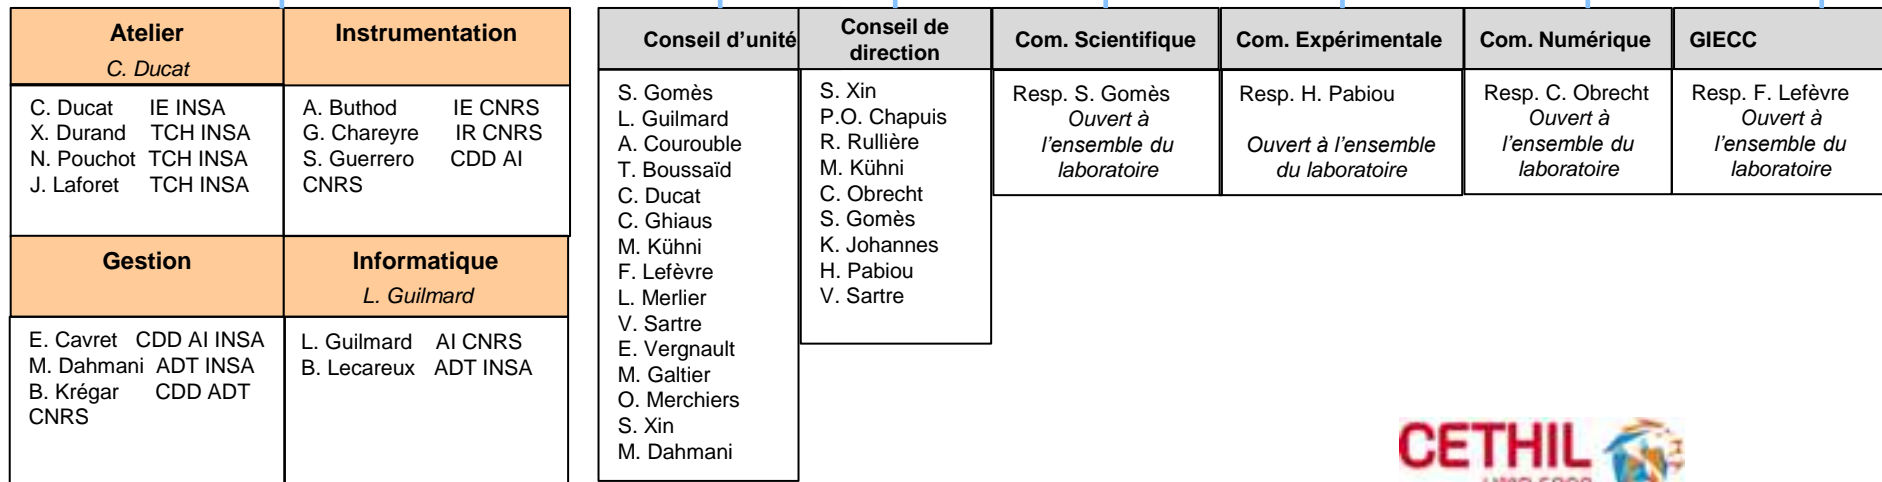 Atelier
C. Ducat
C. Ducat IE INSA
X. Durand TCH INSA
N. Pouchot TCH INSA
J. Laforet TCH INSA
Instrumentation
A. Buthod IE CNRS
G. Chareyre IR CNRS
S. Guerrero CDD AI
CNRS
Gestion
E. Cavret CDD AI INSA
M. Dahmani ADT INSA
B. Krégar CDD ADT
CNRS
Informatique
L. Guilmard
L. Guilmard AI CNRS
B. Lecareux ADT INSA
Conseil d’unité
S. Gomès
L. Guilmard
A. Courouble
T. Boussaïd
C. Ducat
C. Ghiaus
M. Kühni
F. Lefèvre
L. Merlier
V. Sartre
E. Vergnault
M. Galtier
O. Merchiers
S. Xin
M. Dahmani
Conseil de
direction
S. Xin
P.O. Chapuis
R. Rullière
M. Kühni
C. Obrecht
S. Gomès
K. Johannes
H. Pabiou
V. Sartre
Com. Scientifique
Resp. S. Gomès
Ouvert à
l’ensemble du
laboratoire
Com. Expérimentale
Resp. H. Pabiou
Ouvert à l’ensemble
du laboratoire
Com. Numérique
Resp. C. Obrecht
Ouvert à
l’ensemble du
laboratoire
GIECC
Resp. F. Lefèvre
Ouvert à
l’ensemble du
laboratoire
CETHIL